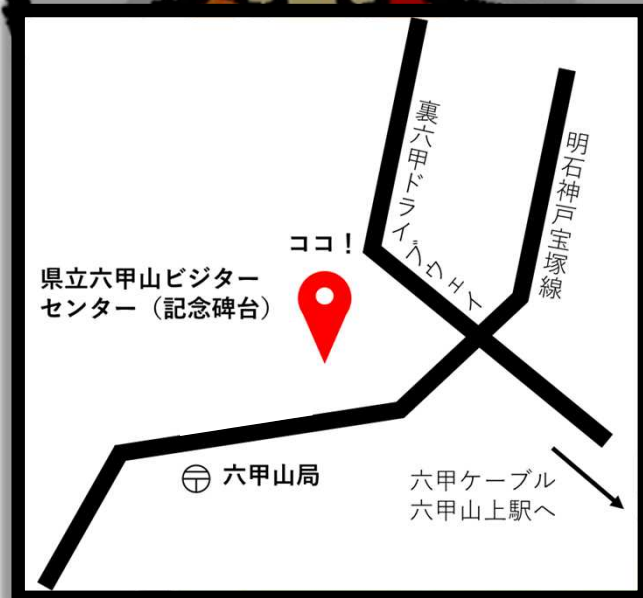 裏六甲ドライブウェイ
明石神戸宝塚線
ココ！
県立六甲山ビジター
センター（記念碑台）
六甲山局
六甲ケーブル
六甲山上駅へ